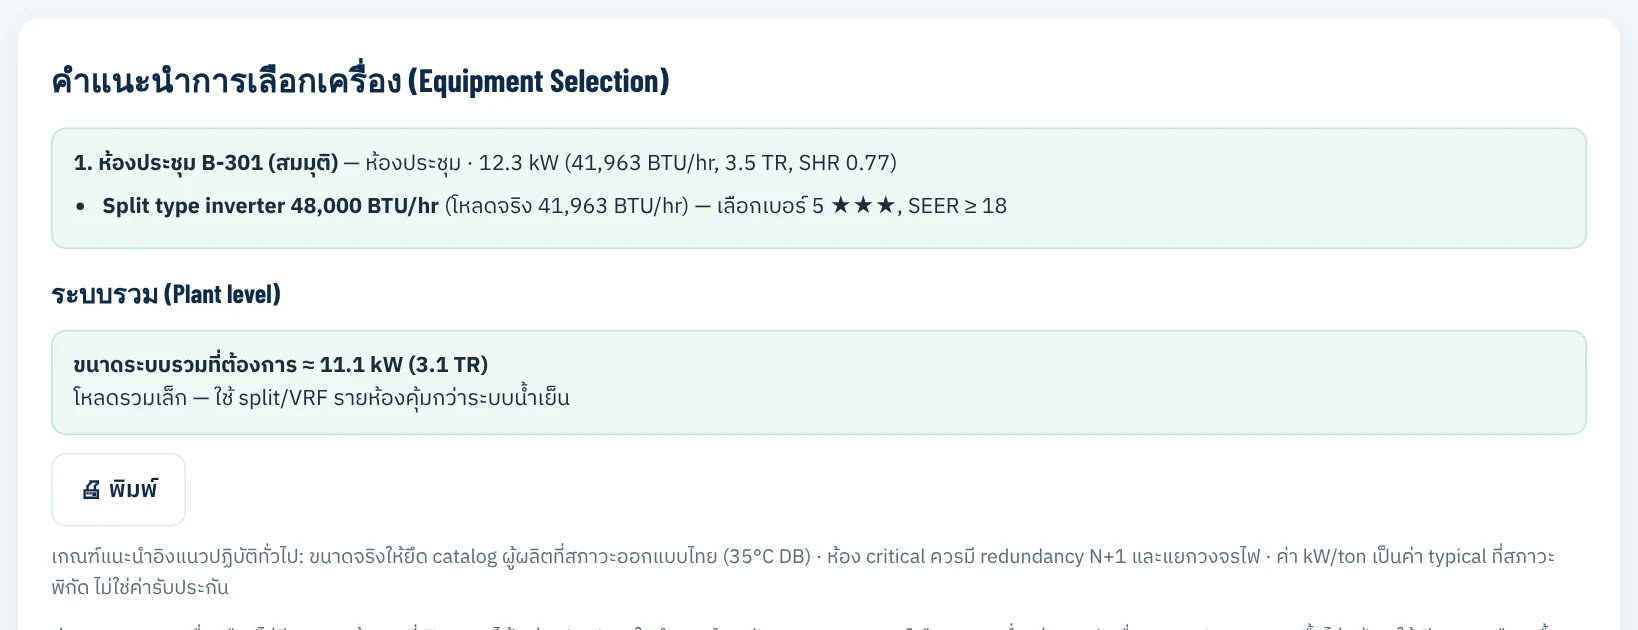 คำแนะนำการเลือกเครื่อง (Equipment Selection)
1. ห้องประชุม B-301 (สมมุติ) — ห้องประชุม · 12.3 kW (41,963 BTU/hr, 3.5 TR, SHR 0.77)
• Split type inverter 48,000 BTU/hr (โหลดจริง 41,963 BTU/hr) — เลือกเบอร์ 5 ★★★, SEER ≥ 18
ระบบรวม (Plant level)
ขนาดระบบรวมที่ต้องการ ≈ 11.1 kW (3.1 TR)
โหลดรวมเล็ก — ใช้ split/VRF รายห้องคุ้มกว่าระบบน้ำเย็น
🖨 พิมพ์
เกณฑ์แนะนำอิงแนวปฏิบัติทั่วไป: ขนาดจริงให้ยึด catalog ผู้ผลิตที่สภาวะออกแบบไทย (35°C DB) · ห้อง critical ควรมี redundancy N+1 และแยกวงจรไฟ · ค่า kW/ton เป็นค่า typical ที่สภาวะ
พิกัด ไม่ใช่ค่ารับประกัน